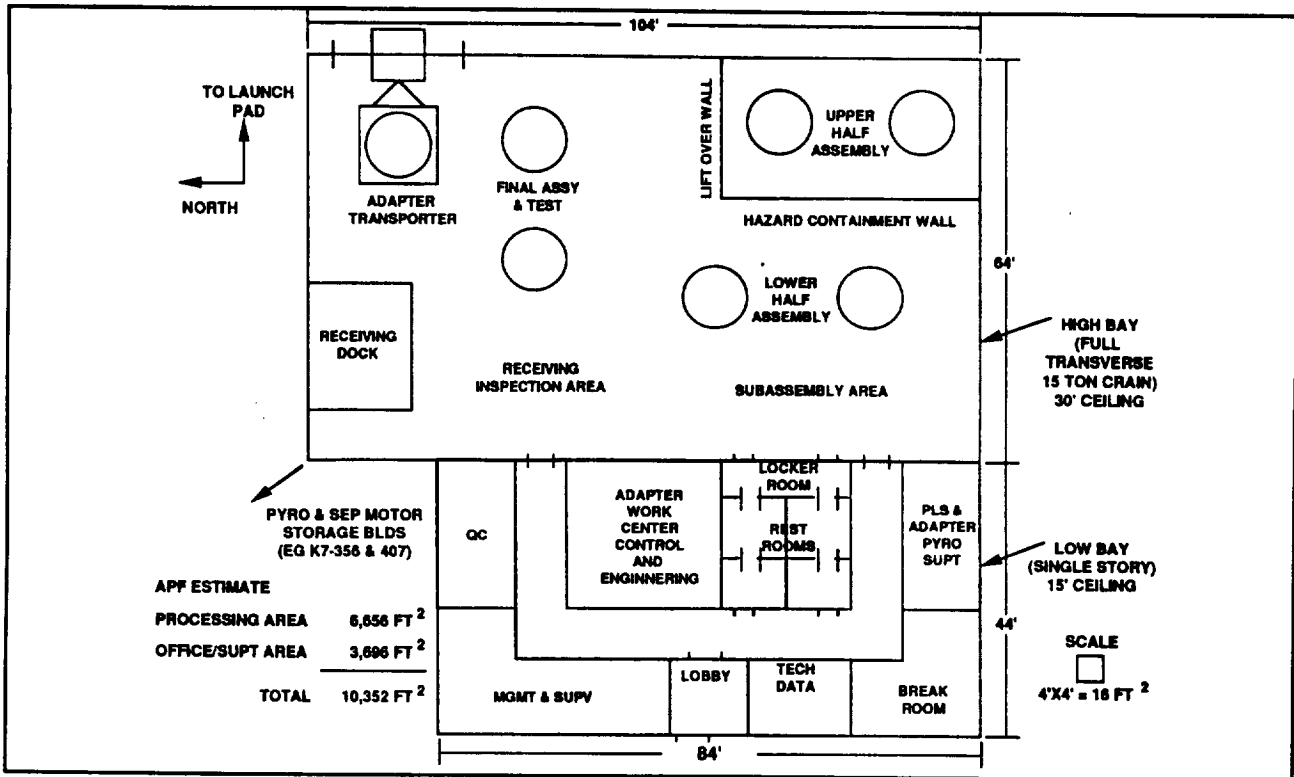 104'
TO LAUNCH
PAD
NORTH
ADAPTER
TRANSPORTER
FINAL ASSY
& TEST
LIFT OVER WALL
UPPER
HALF
ASSEMBLY
HAZARD CONTAINMENT WALL
64'
LOWER
HALF
ASSEMBLY
RECEIVING
DOCK
RECEIVING
INSPECTION AREA
SUBASSEMBLY AREA
HIGH BAY
(FULL
TRANSVERSE
15 TON CRAIN)
30' CEILING
PYRO & SEP MOTOR
STORAGE BLDS
(EG K7-356 & 407)
QC
ADAPTER
WORK
CENTER
CONTROL
AND
ENGINNERING
LOCKER
ROOM
REST
ROOMS
PLS &
ADAPTER
PYRO
SUPT
LOW BAY
(SINGLE STORY)
15' CEILING
APF ESTIMATE
PROCESSING AREA 6,656 FT 2
OFFICE/SUPT AREA 3,696 FT 2
TOTAL 10,352 FT 2
MGMT & SUPV
LOBBY
TECH
DATA
BREAK
ROOM
44'
SCALE
4'X4' = 16 FT 2
84'